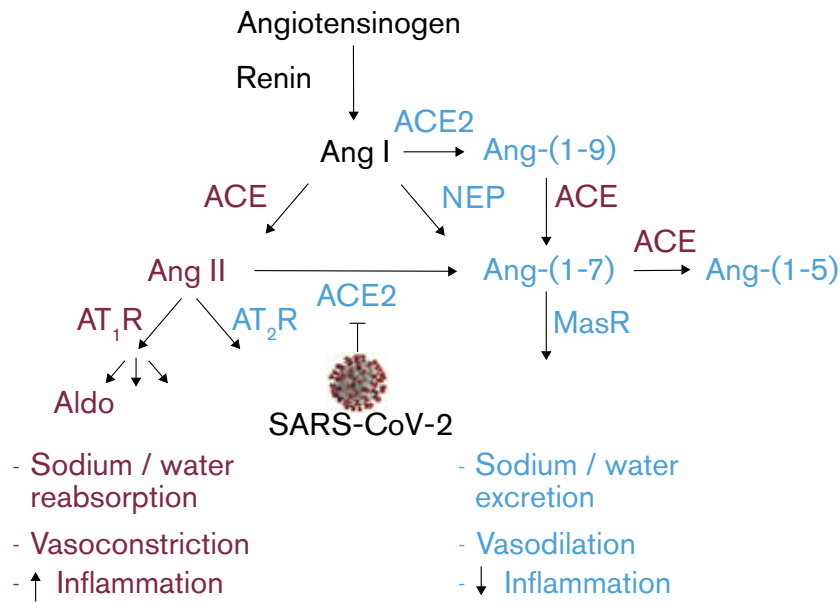 Angiotensinogen
Renin
ACE2
Ang I
Ang-(1-9)
ACE
NEP
ACE
ACE
Ang II
Ang-(1-7)
Ang-(1-5)
ACE2
AT₁R
AT₂R
MasR
Aldo
SARS-CoV-2
- Sodium / water
reabsorption
- Vasoconstriction
- ↑ Inflammation
- Sodium / water
excretion
- Vasodilation
- ↓ Inflammation